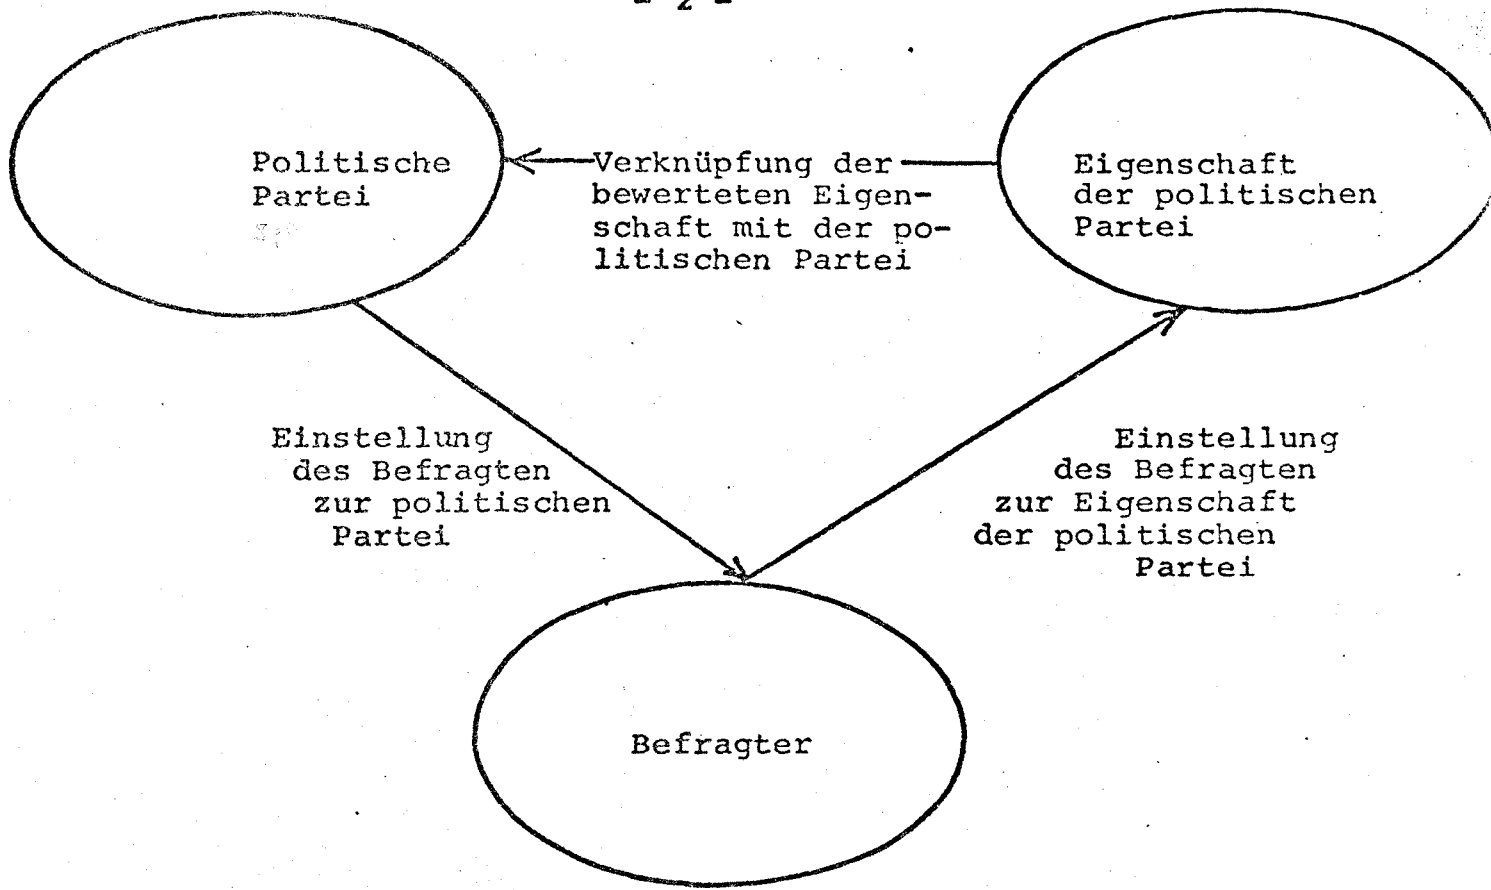 - 2 -
Politische
Partei
Verknüpfung der
bewerteten Eigen-
schaft mit der po-
litischen Partei
Eigenschaft
der politischen
Partei
Einstellung
des Befragten
zur politischen
Partei
Einstellung
des Befragten
zur Eigenschaft
der politischen
Partei
Befragter